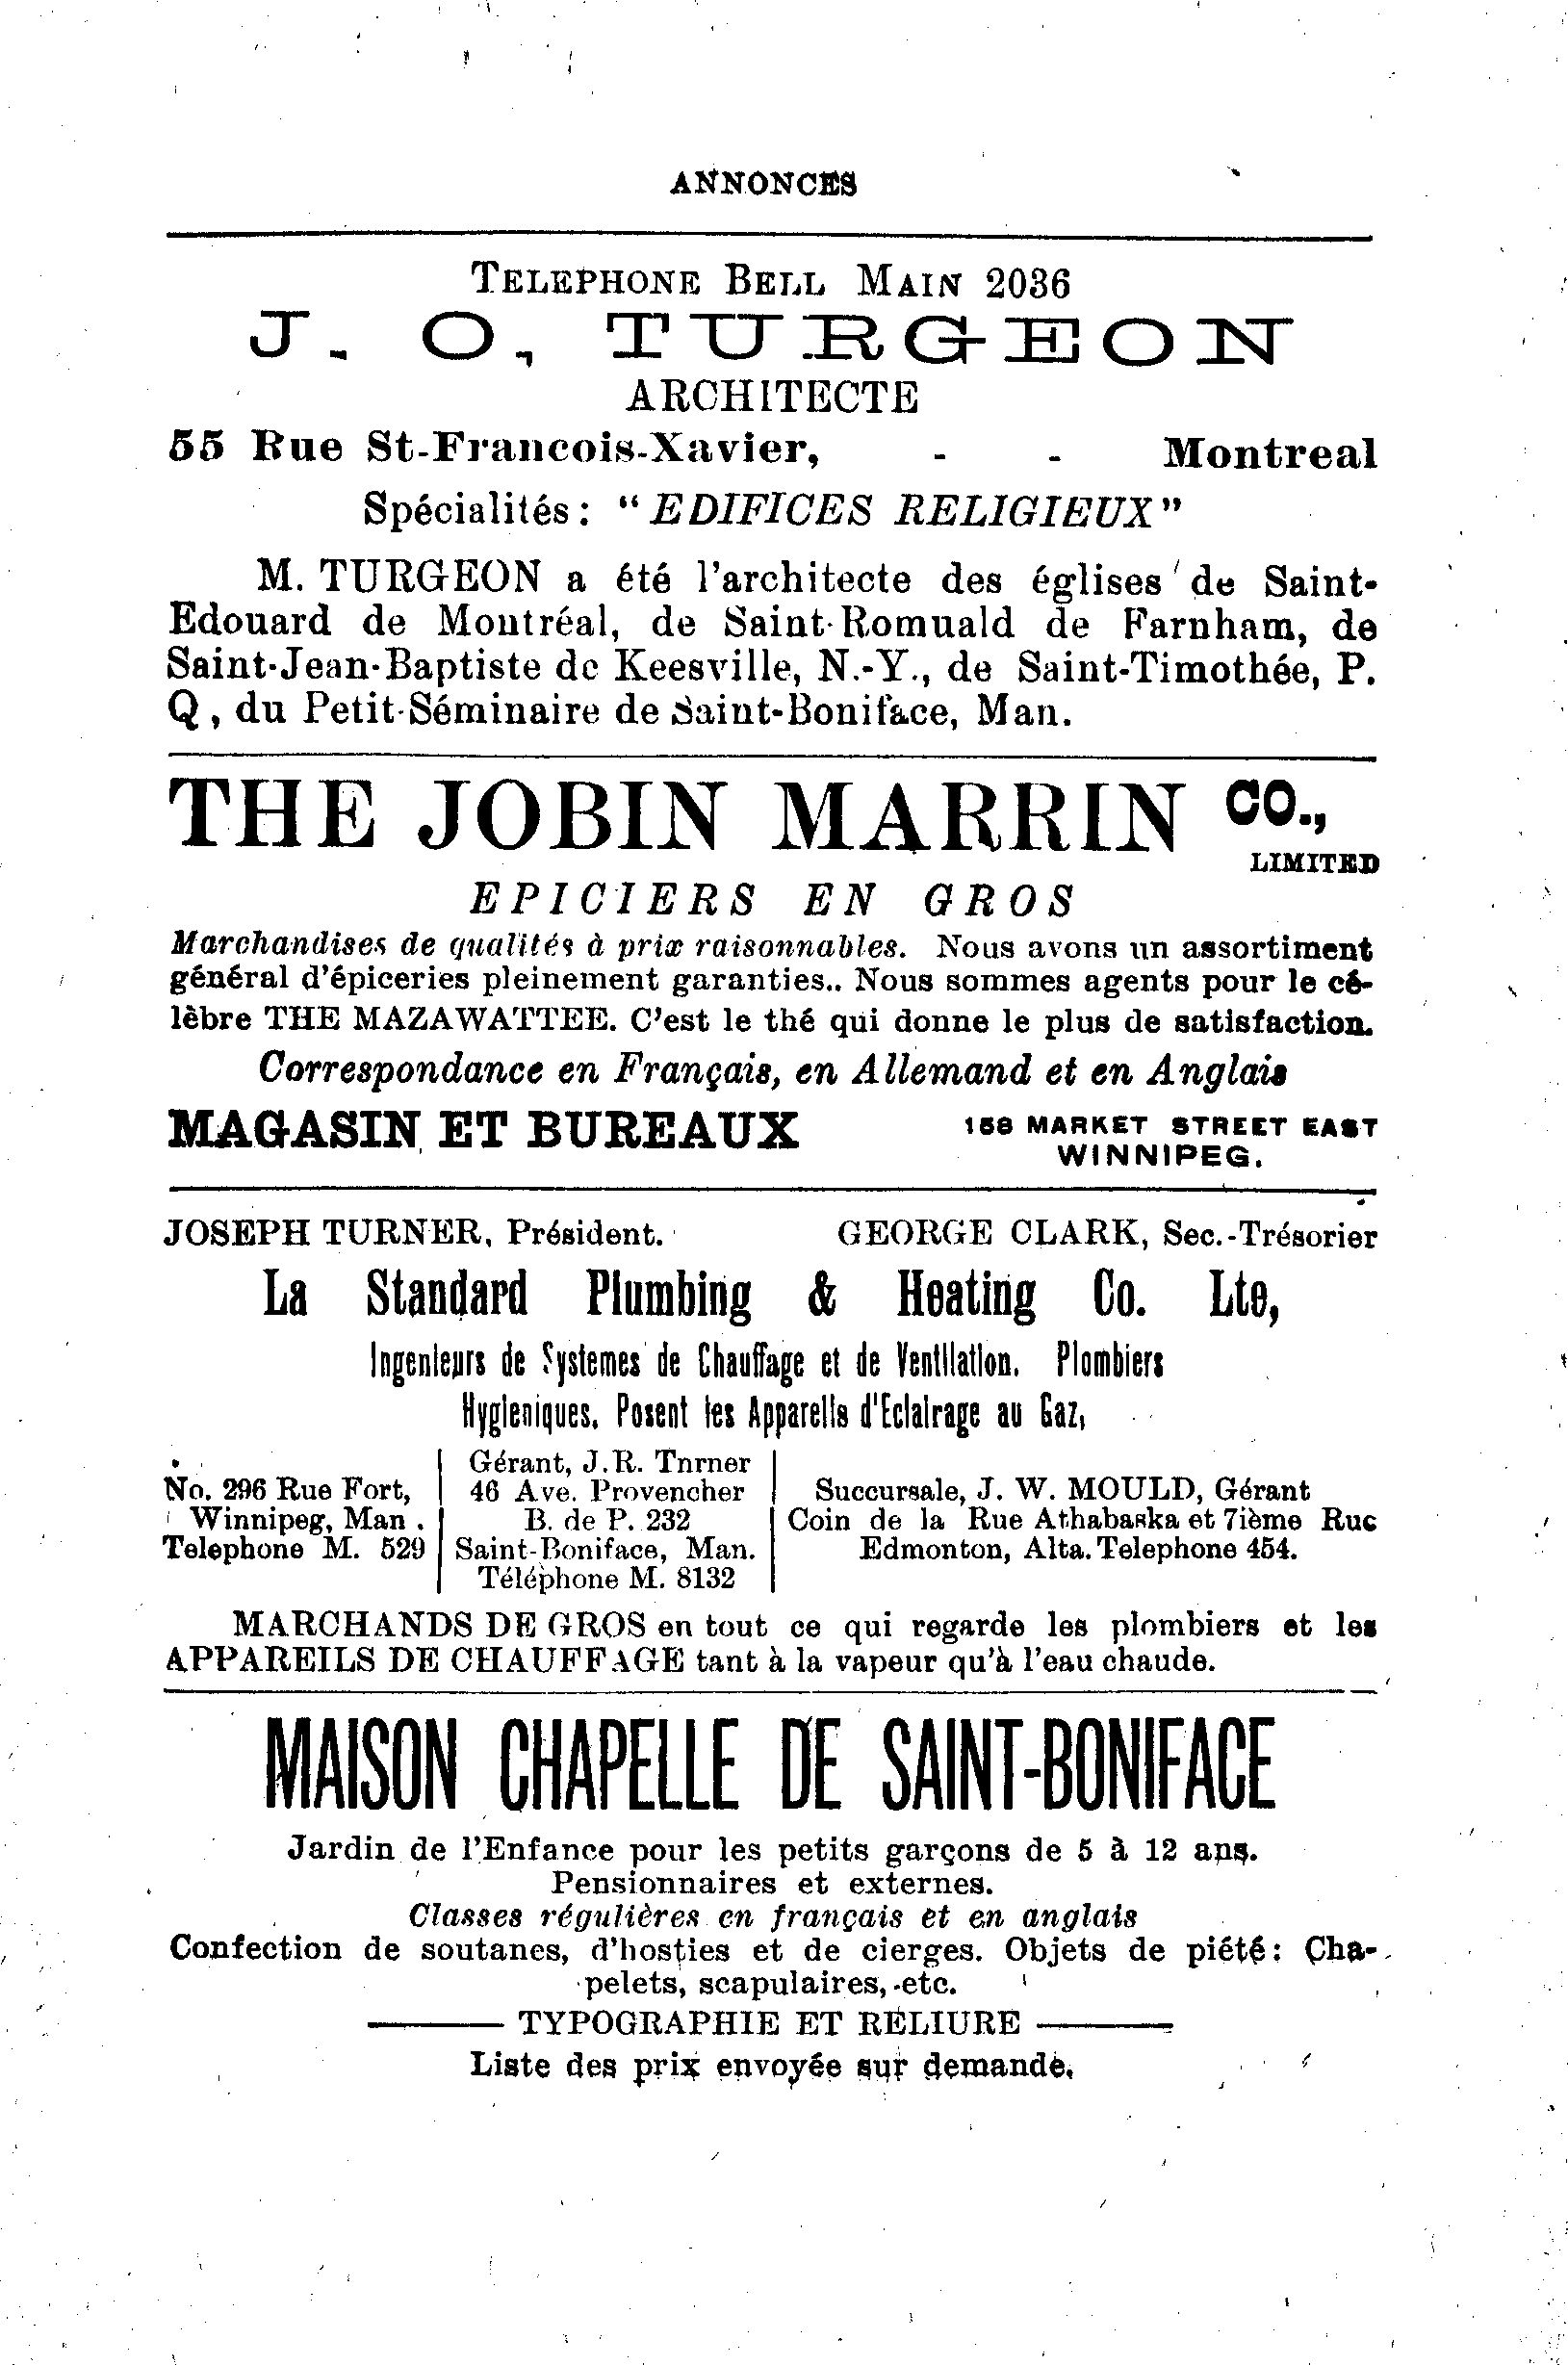 ANNONCES
TELEPHONE BELL MAIN 2036
J. O, TURGEON
ARCHITECTE
55 Rue St-Francois-Xavier, - - Montreal
Spécialités: "EDIFICES RELIGIEUX"
M. TURGEON a été l'architecte des églises de Saint-
Edouard de Montréal, de Saint-Romuald de Farnham, de
Saint-Jean-Baptiste de Keesville, N.-Y., de Saint-Timothée, P.
Q, du Petit-Séminaire de Saint-Boniface, Man.
THE JOBIN MARRIN CO.,
LIMITED
EPICIERS EN GROS
Marchandises de qualités à prix raisonnables. Nous avons un assortiment
général d'épiceries pleinement garanties.. Nous sommes agents pour le cé-
lèbre THE MAZAWATTEE. C'est le thé qui donne le plus de satisfaction.
Correspondance en Français, en Allemand et en Anglais
MAGASIN ET BUREAUX 158 MARKET STREET EAST
WINNIPEG.
JOSEPH TURNER, Président. GEORGE CLARK, Sec.-Trésorier
La Standard Plumbing & Heating Co. Lte,
Ingenieurs de Systemes de Chauffage et de Ventilation. Plombiers
Hygieniques. Posent les Appareils d'Eclairage au Gaz,
No. 296 Rue Fort,
Winnipeg, Man.
Telephone M. 529
Gérant, J.R. Tnrner
46 Ave. Provencher
B. de P. 232
Saint-Boniface, Man.
Téléphone M. 8132
Succursale, J. W. MOULD, Gérant
Coin de la Rue Athabaska et 7ième Rue
Edmonton, Alta. Telephone 454.
MARCHANDS DE GROS en tout ce qui regarde les plombiers et les
APPAREILS DE CHAUFFAGE tant à la vapeur qu'à l'eau chaude.
MAISON CHAPELLE DE SAINT-BONIFACE
Jardin de l'Enfance pour les petits garçons de 5 à 12 ans.
Pensionnaires et externes.
Classes régulières en français et en anglais
Confection de soutanes, d'hosties et de cierges. Objets de piété: Cha-
pelets, scapulaires, etc.
TYPOGRAPHIE ET RELIURE
Liste des prix envoyée sur demande.